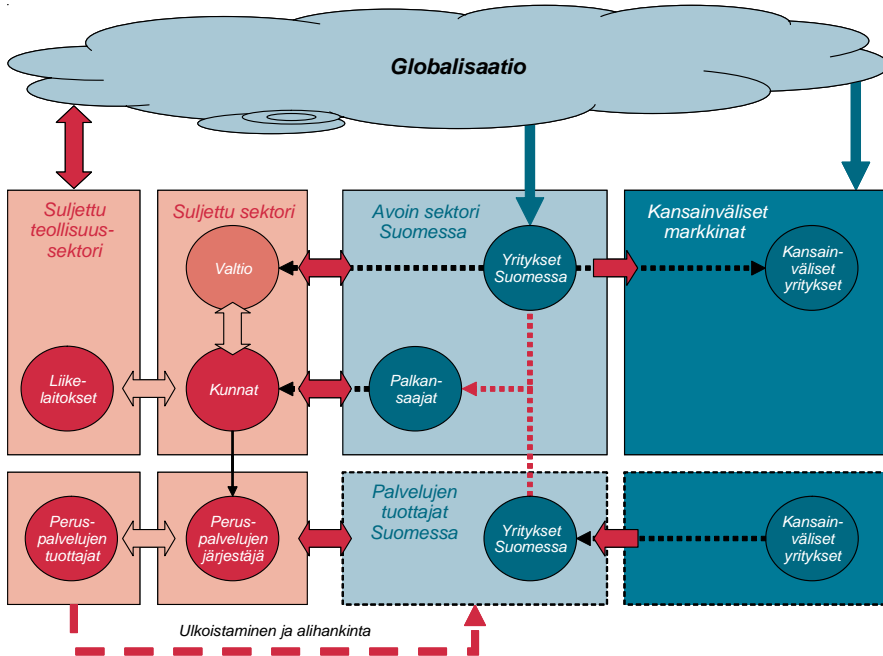 Globalisaatio
Suljettu
teollisuus-
sektori
Suljettu sektori
Avoin sektori
Suomessa
Kansainväliset
markkinat
Valtio
Yritykset
Suomessa
Kansain-
väliset
yritykset
Liike-
laitokset
Kunnat
Palkan-
saajat
Perus-
palvelujen
tuottajat
Perus-
palvelujen
järjestäjä
Palvelujen
tuottajat
Suomessa
Yritykset
Suomessa
Kansain-
väliset
yritykset
Ulkoistaminen ja alihankinta